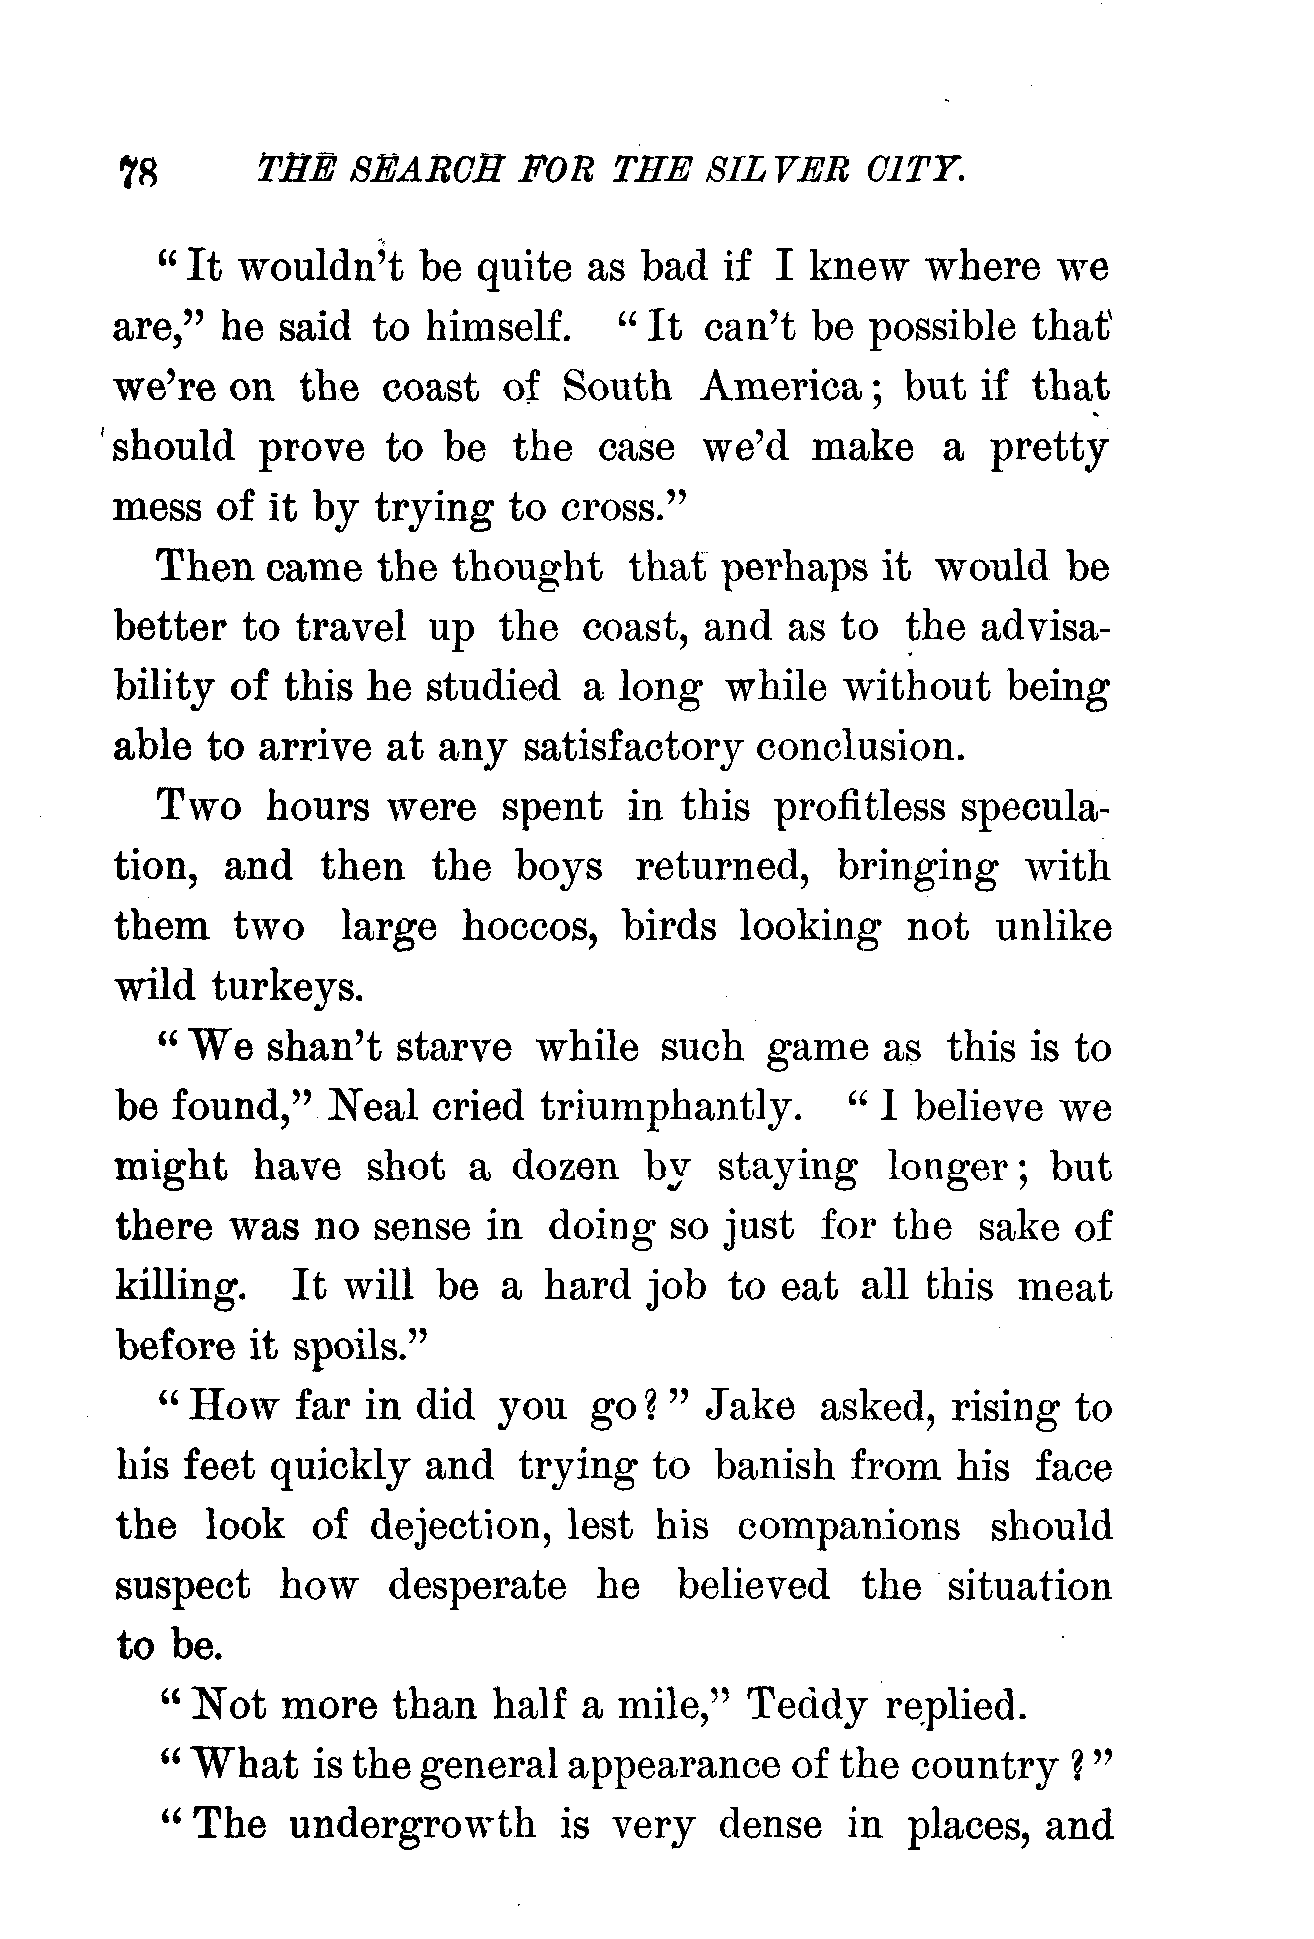 78 THE SEARCH FOR THE SILVER CITY.
“It wouldn’t be quite as bad if I knew where we
are,” he said to himself. “It can’t be possible that
we’re on the coast of South America; but if that
should prove to be the case we’d make a pretty
mess of it by trying to cross.”
Then came the thought that perhaps it would be
better to travel up the coast, and as to the advisa-
bility of this he studied a long while without being
able to arrive at any satisfactory conclusion.
Two hours were spent in this profitless specula-
tion, and then the boys returned, bringing with
them two large hoccos, birds looking not unlike
wild turkeys.
“We shan’t starve while such game as this is to
be found,” Neal cried triumphantly. “I believe we
might have shot a dozen by staying longer; but
there was no sense in doing so just for the sake of
killing. It will be a hard job to eat all this meat
before it spoils.”
“How far in did you go?” Jake asked, rising to
his feet quickly and trying to banish from his face
the look of dejection, lest his companions should
suspect how desperate he believed the situation
to be.
“Not more than half a mile,” Teddy replied.
“What is the general appearance of the country?”
“The undergrowth is very dense in places, and